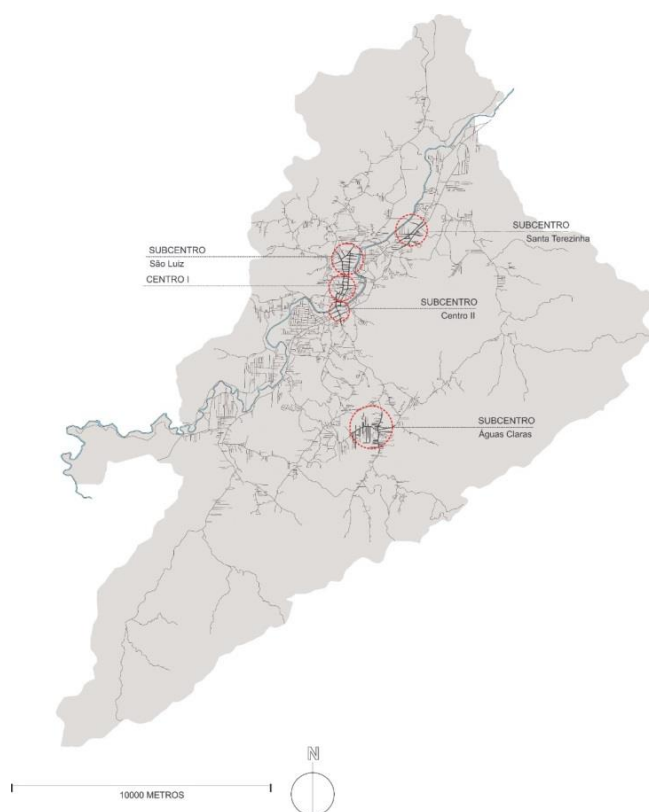 SUBCENTRO
Santa Terezinha
SUBCENTRO
São Luiz
CENTRO I
SUBCENTRO
Centro II
SUBCENTRO
Águas Claras
N
10000 METROS